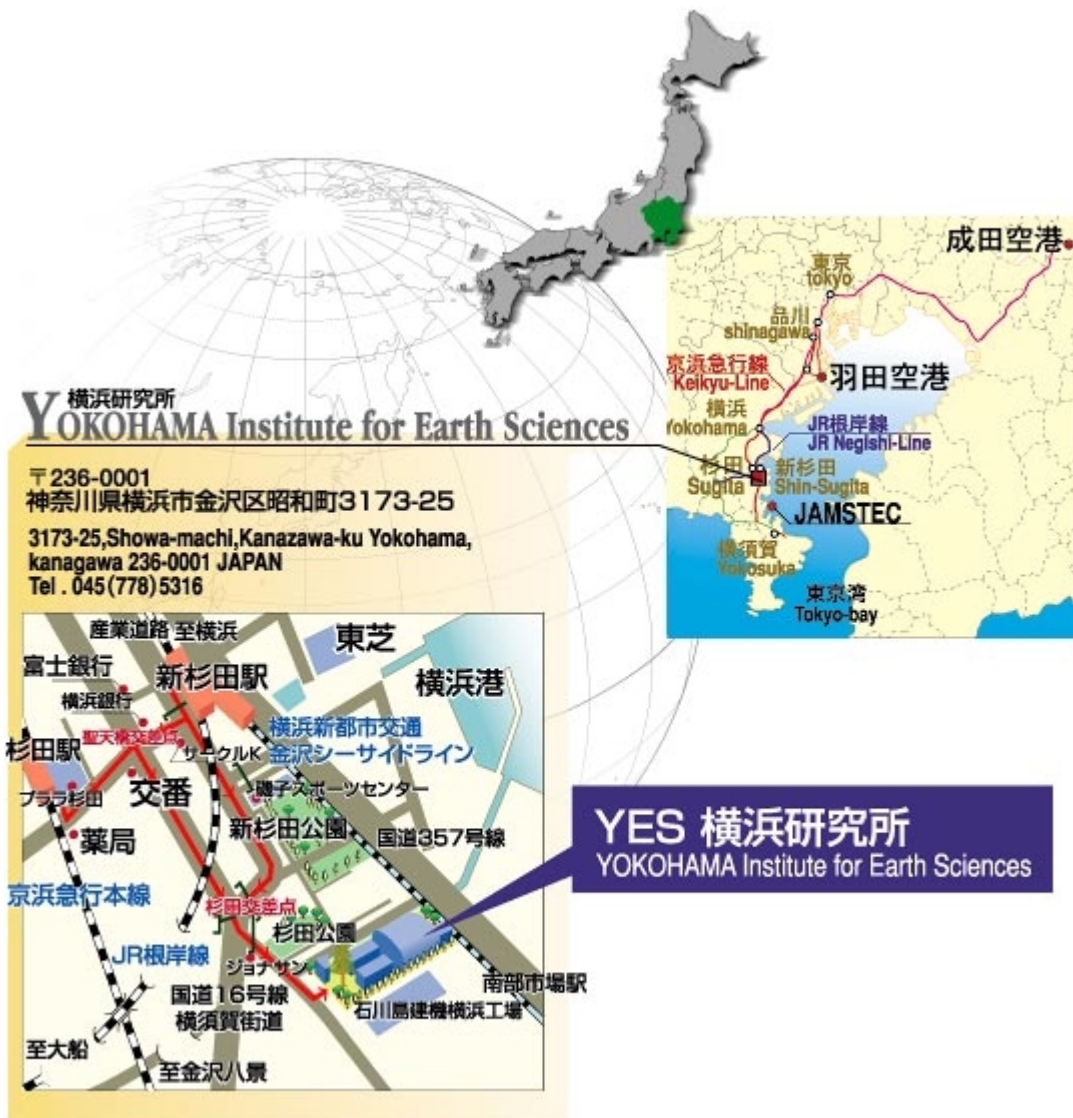 成田空港
東京
tokyo
品川
shinagawa
京浜急行線
Keikyu-Line
羽田空港
横浜
Yokohama
JR根岸線
JR Negishi-Line
杉田
Sugita
新杉田
Shin-Sugita
JAMSTEC
横須賀
Yokosuka
東京湾
Tokyo-bay
横浜研究所
YOKOHAMA Institute for Earth Sciences
〒236-0001
神奈川県横浜市金沢区昭和町3173-25
3173-25,Showa-machi,Kanazawa-ku Yokohama,
kanagawa 236-0001 JAPAN
Tel . 045(778)5316
産業道路
至横浜
東芝
富士銀行
新杉田駅
横浜港
横浜銀行
横浜新都市交通
金沢シーサイドライン
聖天橋交差点
杉田駅
サークルK
プララ杉田
交番
磯子スポーツセンター
新杉田公園
国道357号線
薬局
京浜急行本線
杉田交差点
杉田公園
JR根岸線
ジョナサン
南部市場駅
国道16号線
横須賀街道
石川島建機横浜工場
至大船
至金沢八景
YES 横浜研究所
YOKOHAMA Institute for Earth Sciences